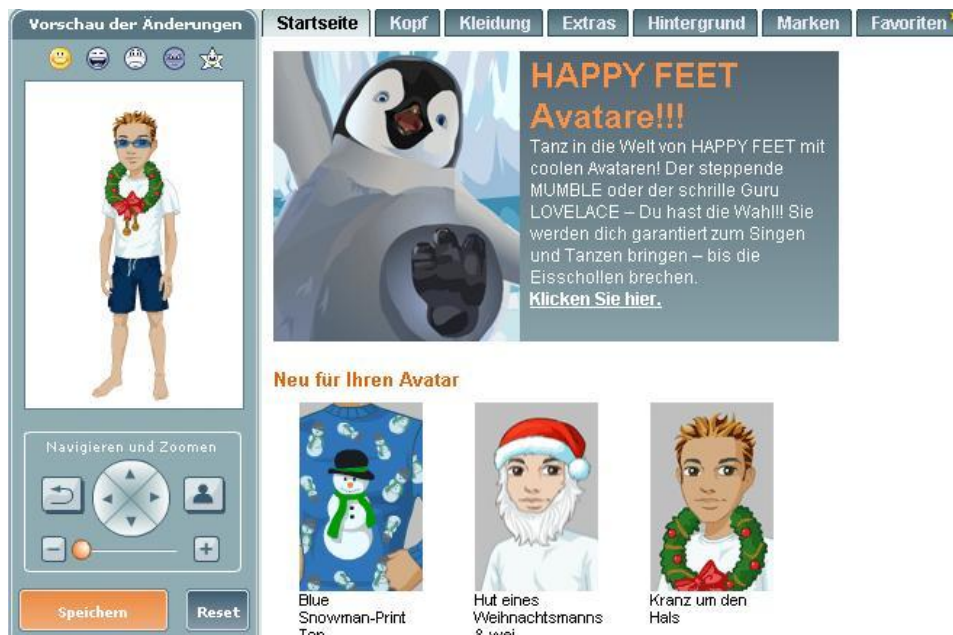 Vorschau der Änderungen
Startseite Kopf Kleidung Extras Hintergrund Marken Favoriten
HAPPY FEET
Avatare!!!
Tanz in die Welt von HAPPY FEET mit
coolen Avataren! Der steppende
MUMBLE oder der schrille Guru
LOVELACE – Du hast die Wahl!! Sie
werden dich garantiert zum Singen
und Tanzen bringen – bis die
Eisschollen brechen.
Klicken Sie hier.
Neu für Ihren Avatar
Navigieren und Zoomen
Speichern Reset
Blue
Snowman-Print
Top
Hut eines
Weihnachtsmanns
& wei
Kranz um den
Hals